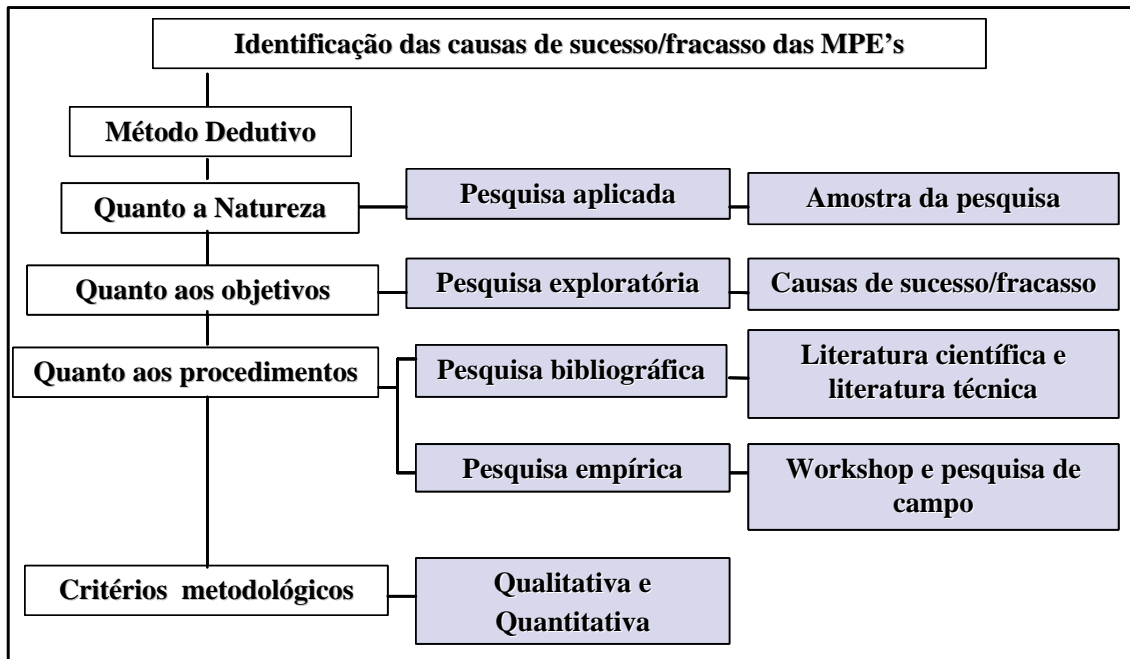 Identificação das causas de sucesso/fracasso das MPE’s
Método Dedutivo
Quanto a Natureza
Pesquisa aplicada
Amostra da pesquisa
Quanto aos objetivos
Pesquisa exploratória
Causas de sucesso/fracasso
Quanto aos procedimentos
Pesquisa bibliográfica
Literatura científica e
literatura técnica
Pesquisa empírica
Workshop e pesquisa de
campo
Critérios metodológicos
Qualitativa e
Quantitativa